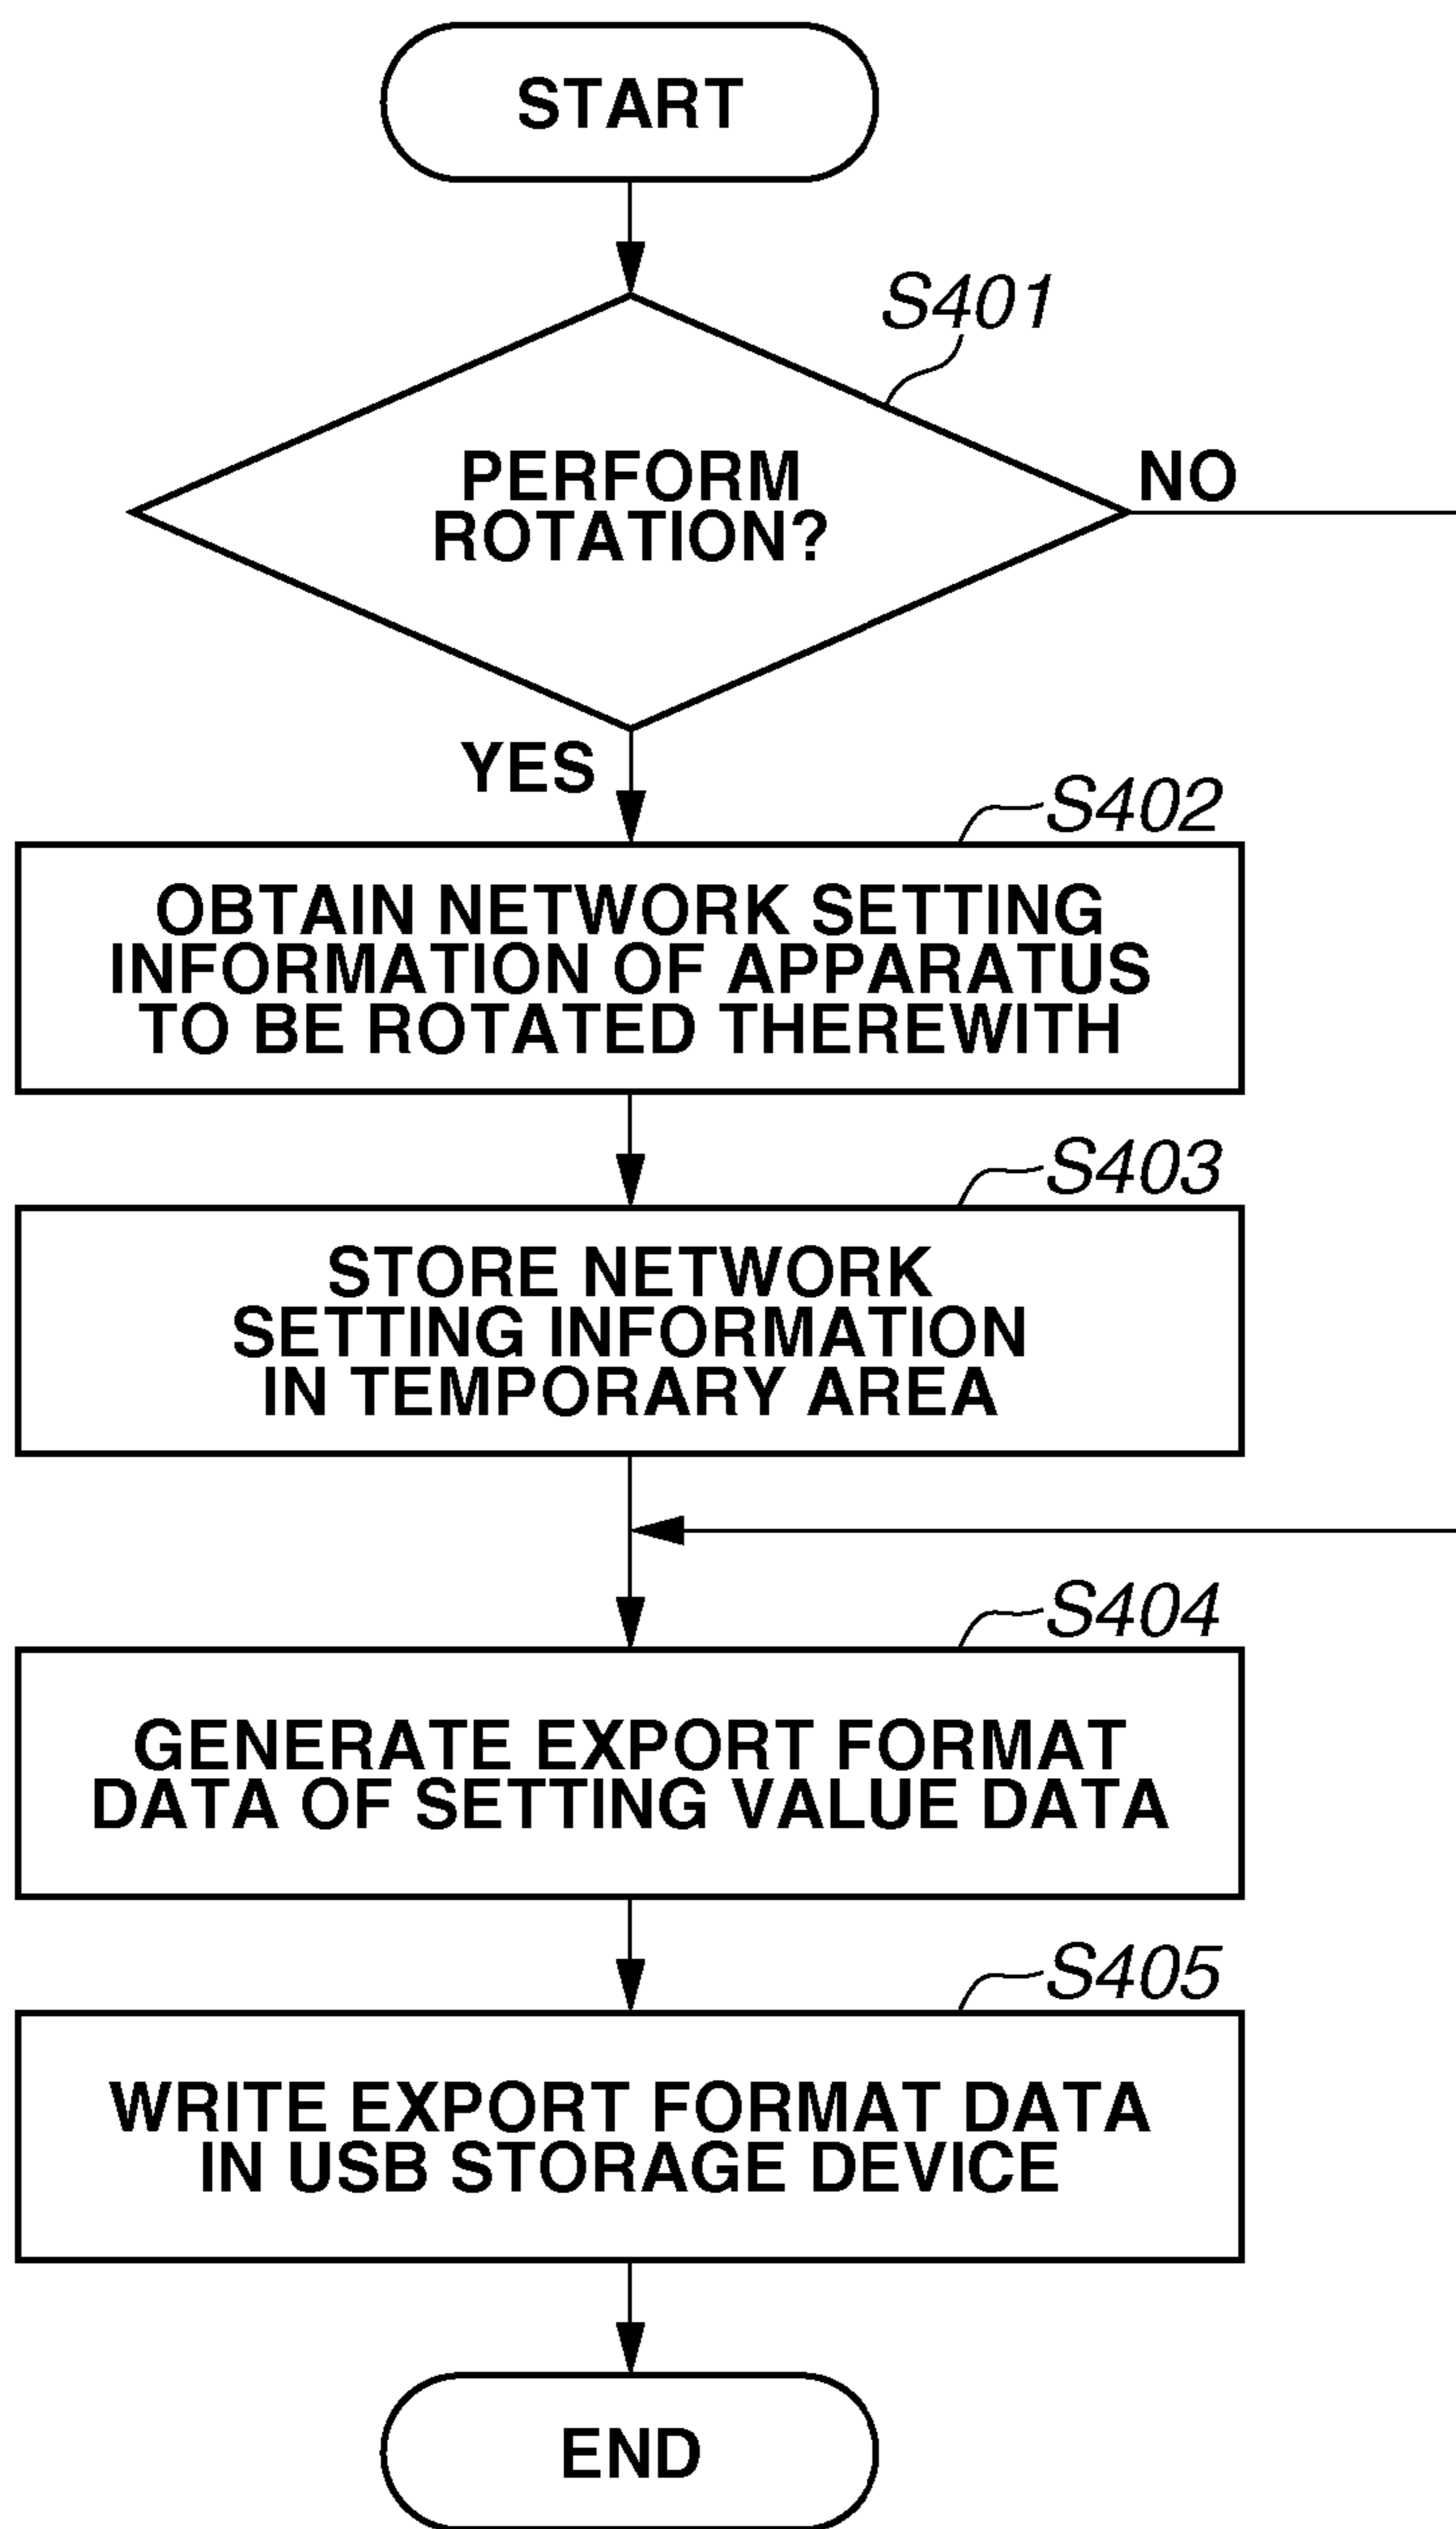 START
S401
PERFORM
ROTATION?
NO
YES
S402
OBTAIN NETWORK SETTING
INFORMATION OF APPARATUS
TO BE ROTATED THEREWITH
S403
STORE NETWORK
SETTING INFORMATION
IN TEMPORARY AREA
S404
GENERATE EXPORT FORMAT
DATA OF SETTING VALUE DATA
S405
WRITE EXPORT FORMAT DATA
IN USB STORAGE DEVICE
END